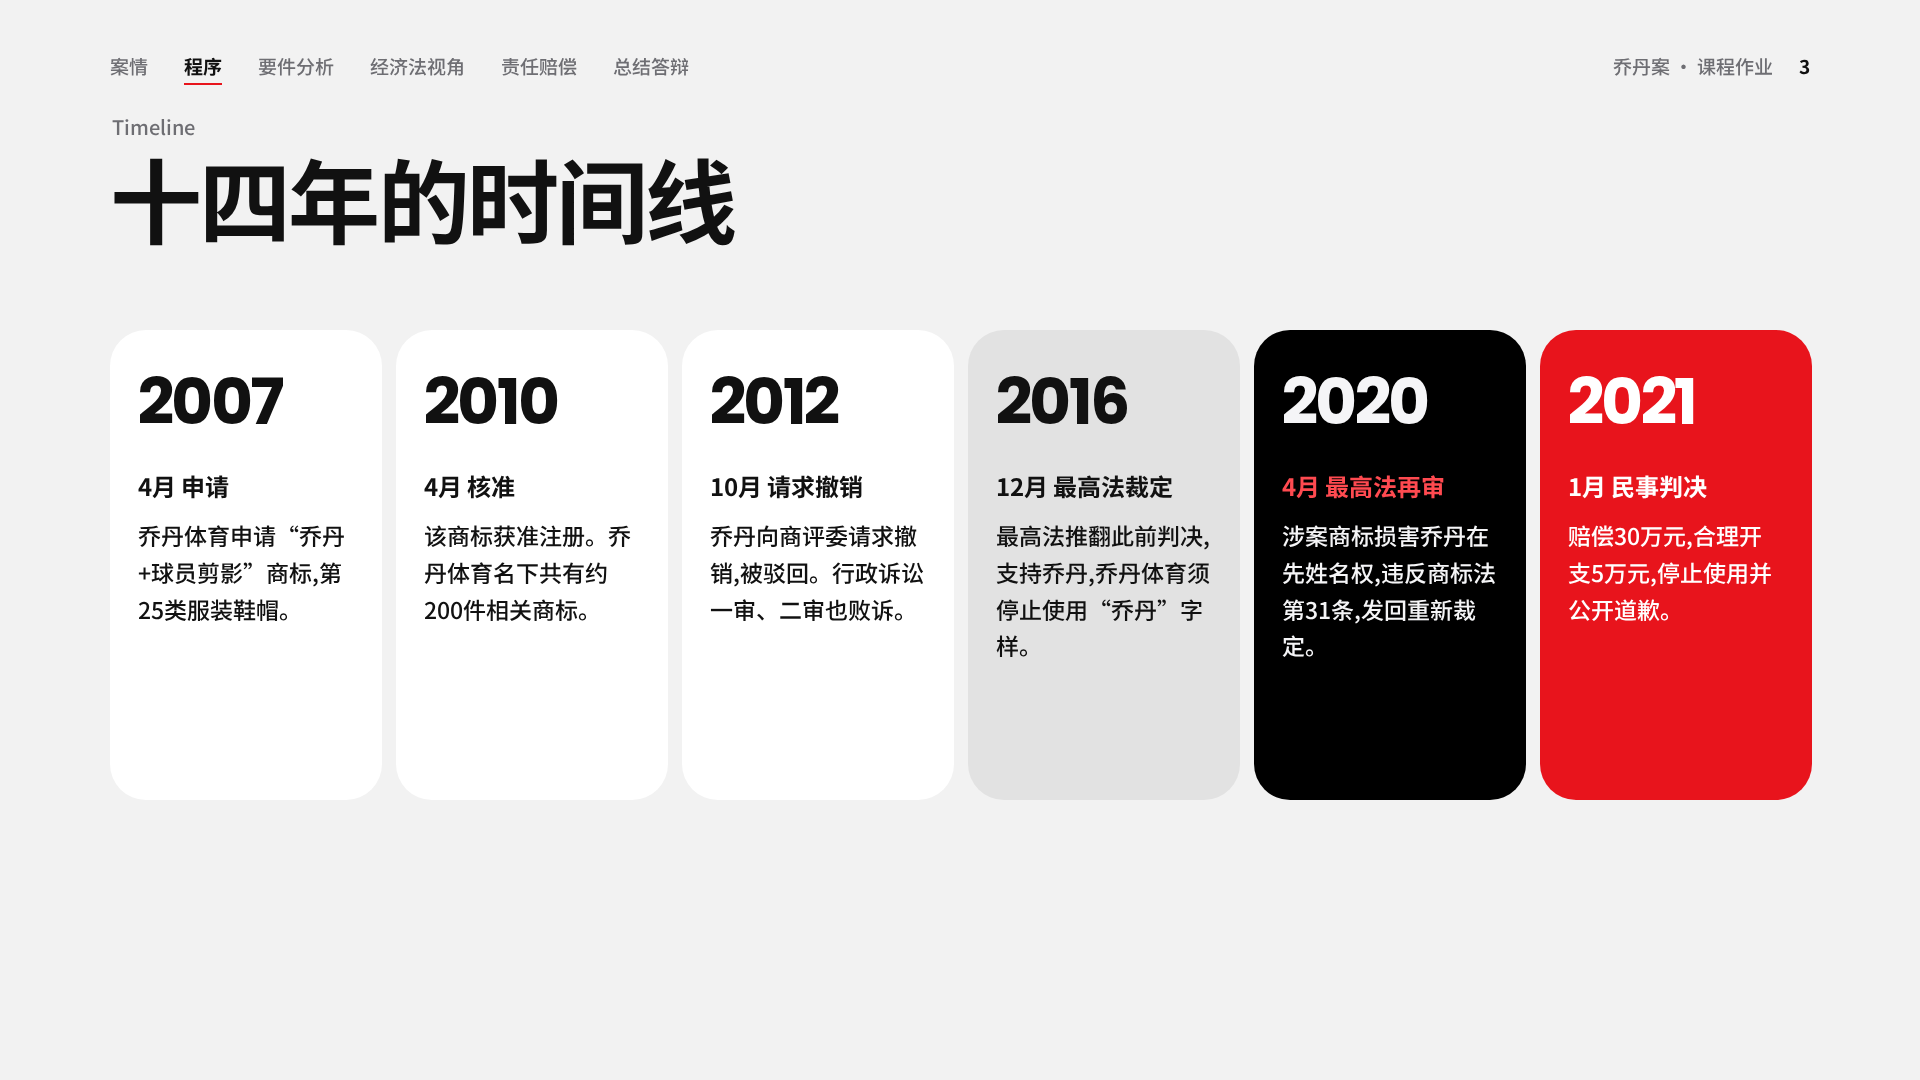 案情 程序 要件分析 经济法视角 责任赔偿 总结答辩 乔丹案 · 课程作业 3
Timeline
十四年的时间线
2007
4月 申请
乔丹体育申请“乔丹
+球员剪影”商标,第
25类服装鞋帽。
2010
4月 核准
该商标获准注册。乔
丹体育名下共有约
200件相关商标。
2012
10月 请求撤销
乔丹向商评委请求撤
销,被驳回。行政诉讼
一审、二审也败诉。
2016
12月 最高法裁定
最高法推翻此前判决,
支持乔丹,乔丹体育须
停止使用“乔丹”字
样。
2020
4月 最高法再审
涉案商标损害乔丹在
先姓名权,违反商标法
第31条,发回重新裁
定。
2021
1月 民事判决
赔偿30万元,合理开
支5万元,停止使用并
公开道歉。